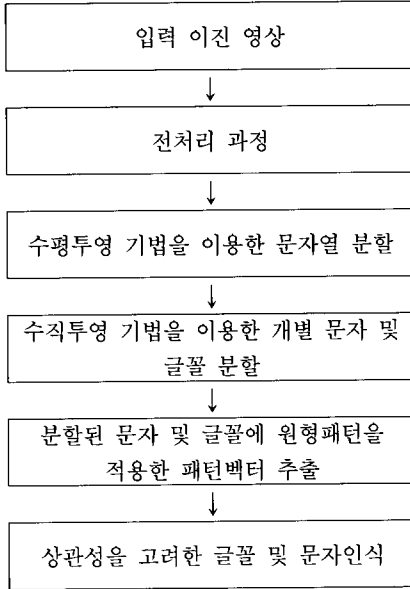 입력 이진 영상
전처리 과정
수평투영 기법을 이용한 문자열 분할
수직투영 기법을 이용한 개별 문자 및
글꼴 분할
분할된 문자 및 글꼴에 원형패턴을
적용한 패턴벡터 추출
상관성을 고려한 글꼴 및 문자인식